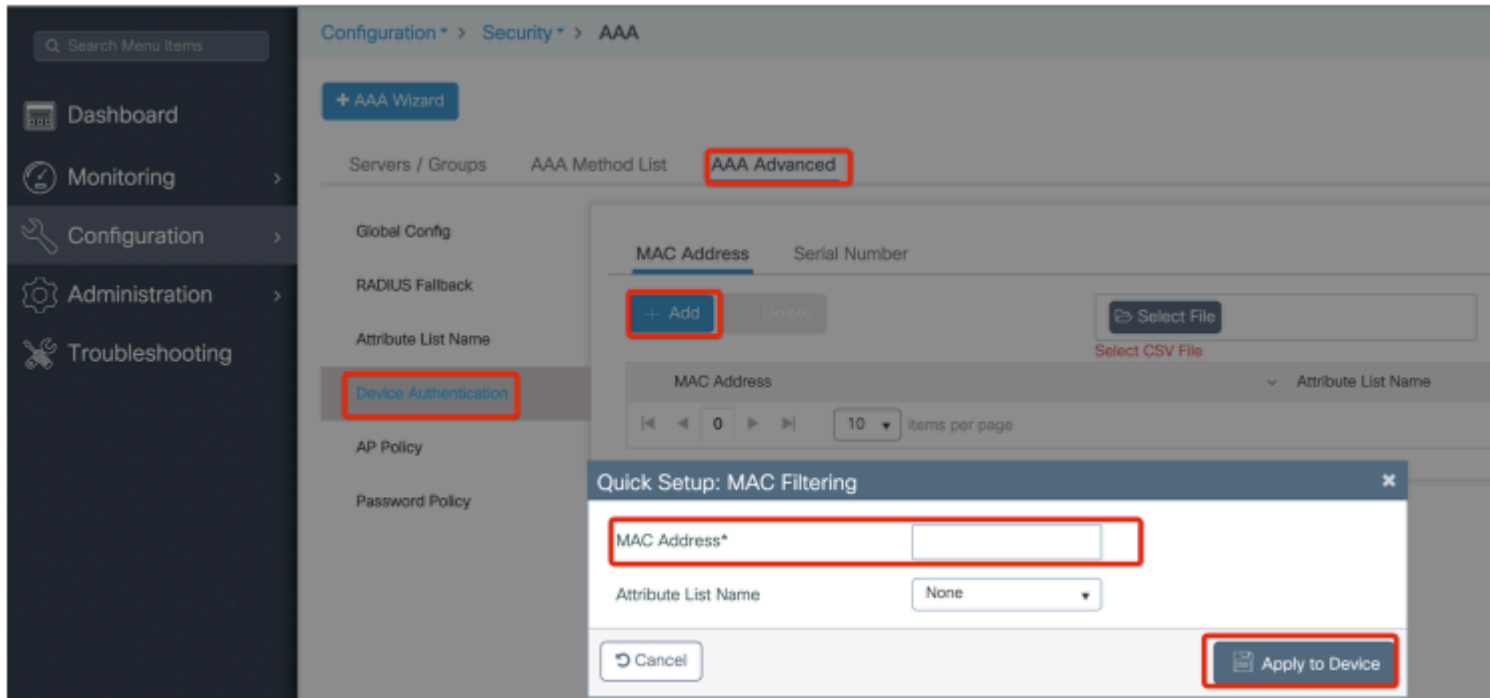 Search Menu Items
Dashboard
Monitoring
Configuration
Administration
Troubleshooting
Configuration > Security > AAA
+ AAA Wizard
Servers / Groups AAA Method List AAA Advanced
Global Config
RADIUS Fallback
Attribute List Name
Device Authentication
AP Policy
Password Policy
MAC Address Serial Number
+ Add Delete
Select File
Select CSV File
MAC Address Attribute List Name
0 10 items per page
Quick Setup: MAC Filtering
MAC Address*
Attribute List Name None
Cancel Apply to Device